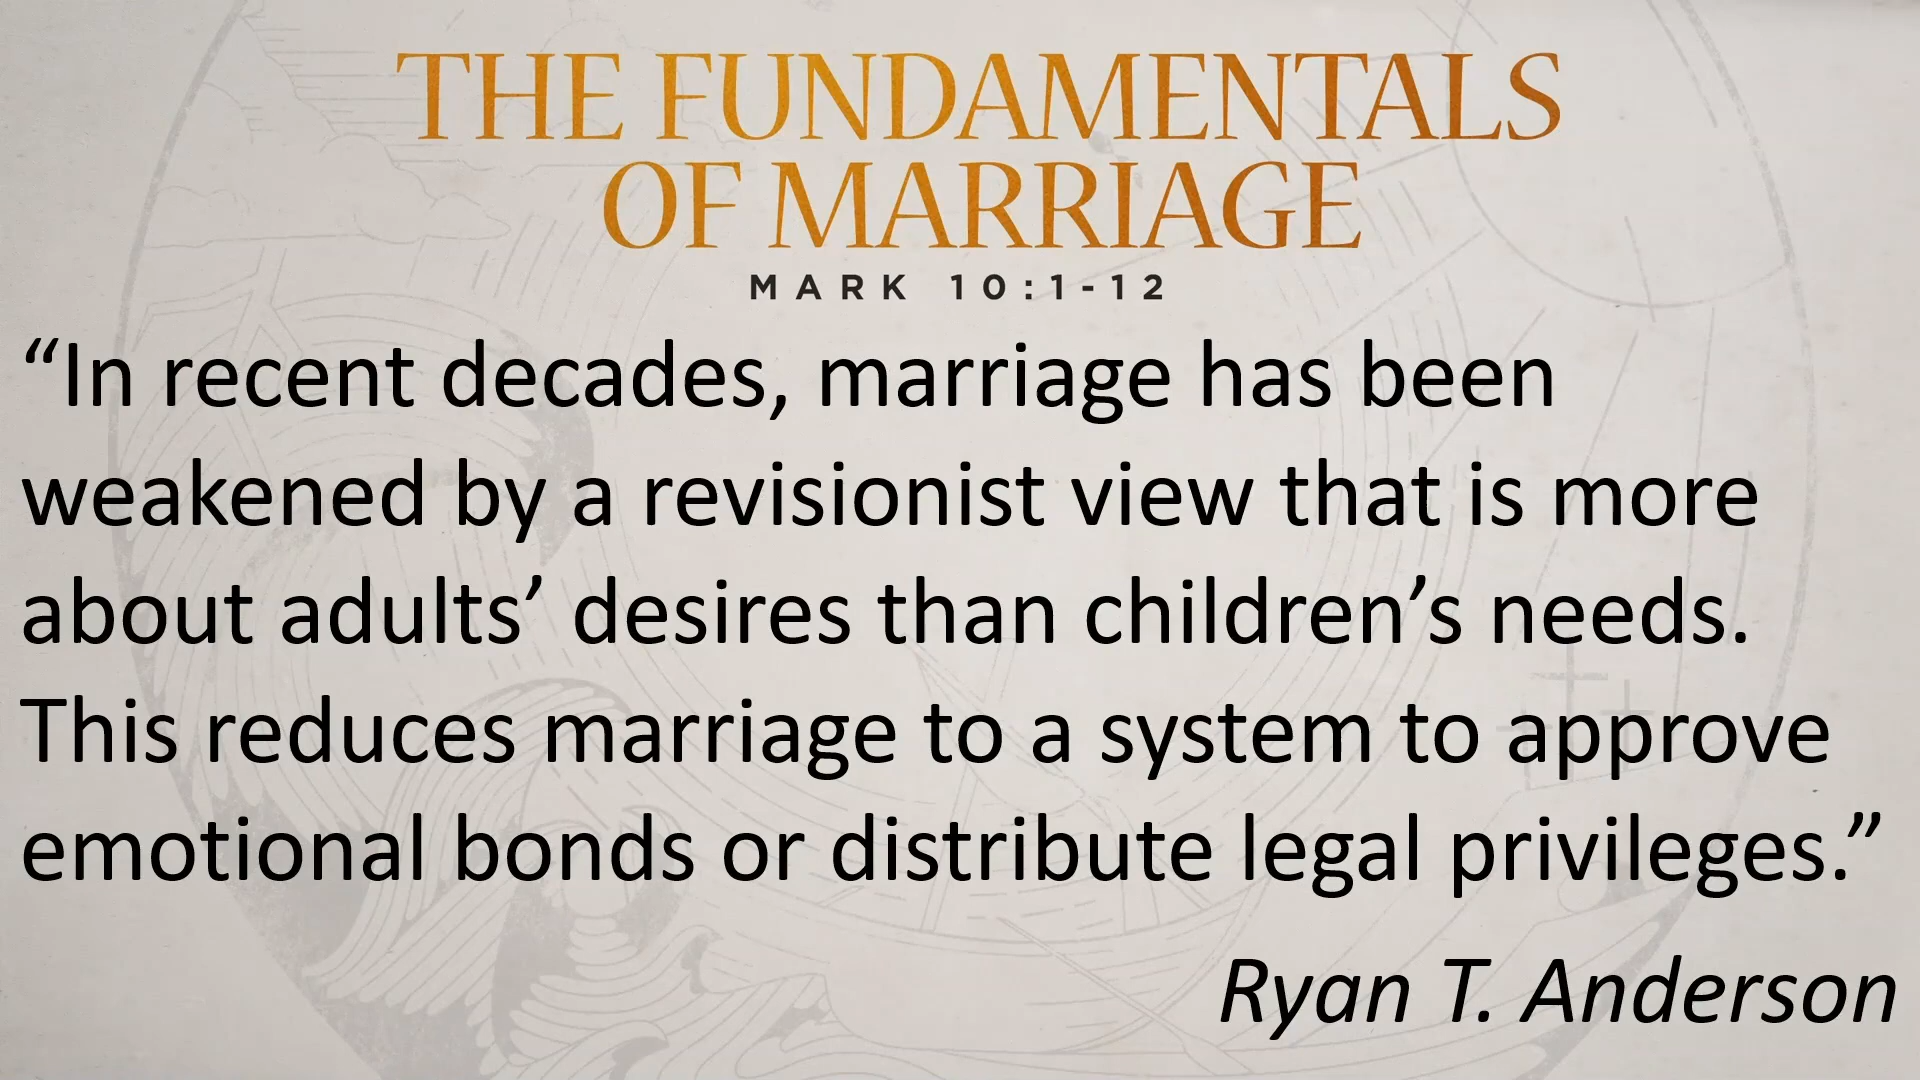 THE FUNDAMENTALS
OF MARRIAGE
MARK 10:1-12
“In recent decades, marriage has been
weakened by a revisionist view that is more
about adults’ desires than children’s needs.
This reduces marriage to a system to approve
emotional bonds or distribute legal privileges.”
Ryan T. Anderson